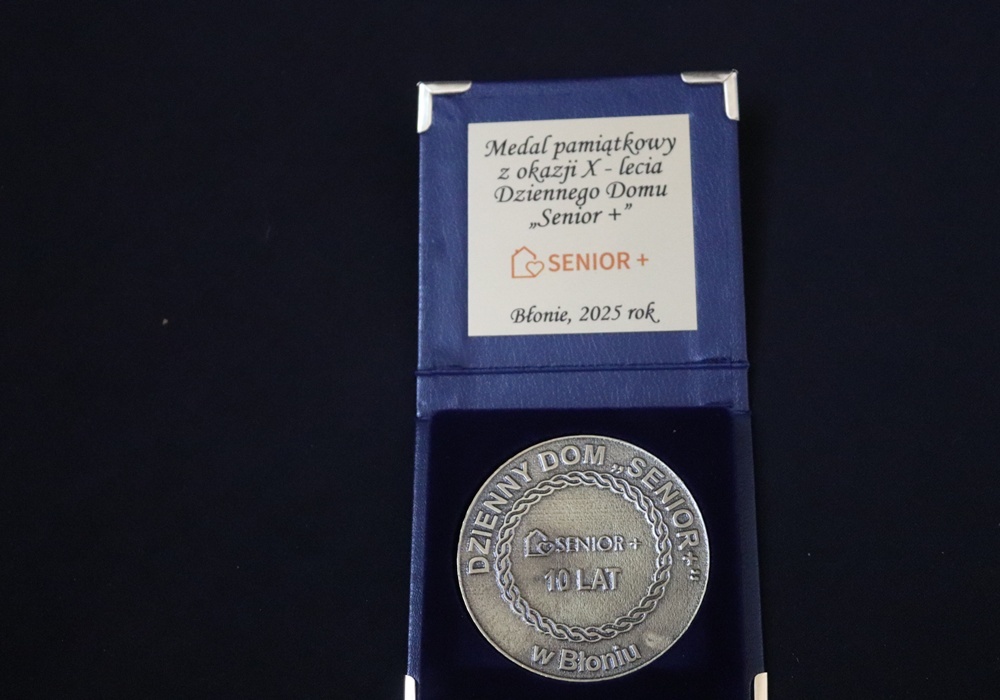 Medal pamiątkowy
z okazji X - lecia
Dziennego Domu
„Senior +”
SENIOR +
Błonie, 2025 rok
DZIENNY DOM „SENIOR+”
SENIOR +
10 LAT
w Błoniu